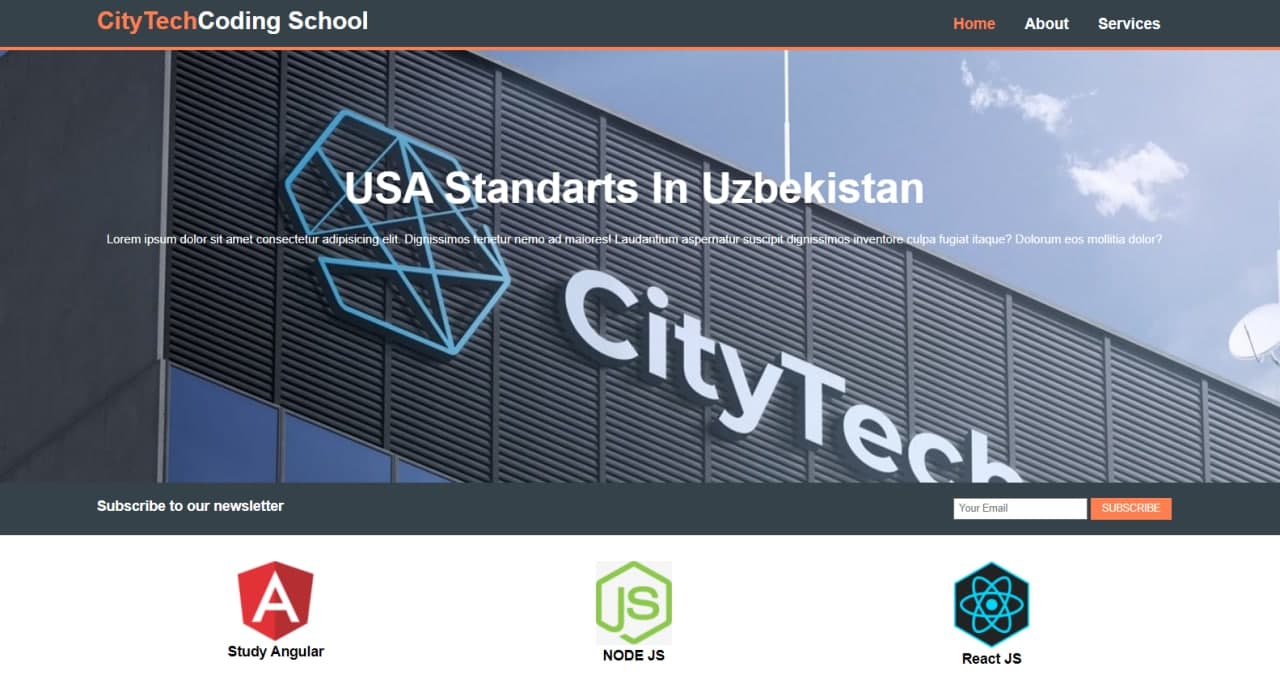 CityTechCoding School
Home About Services
USA Standarts In Uzbekistan
Lorem ipsum dolor sit amet consectetur adipisicing elit. Dignissimos tenetur nemo ad maiores! Laudantium aspernatur suscipit dignissimos inventore culpa fugiat itaque? Dolorum eos mollitia dolor?
CityTech
Subscribe to our newsletter
Your Email SUBSCRIBE
A
JS
Study Angular
NODE JS
React JS